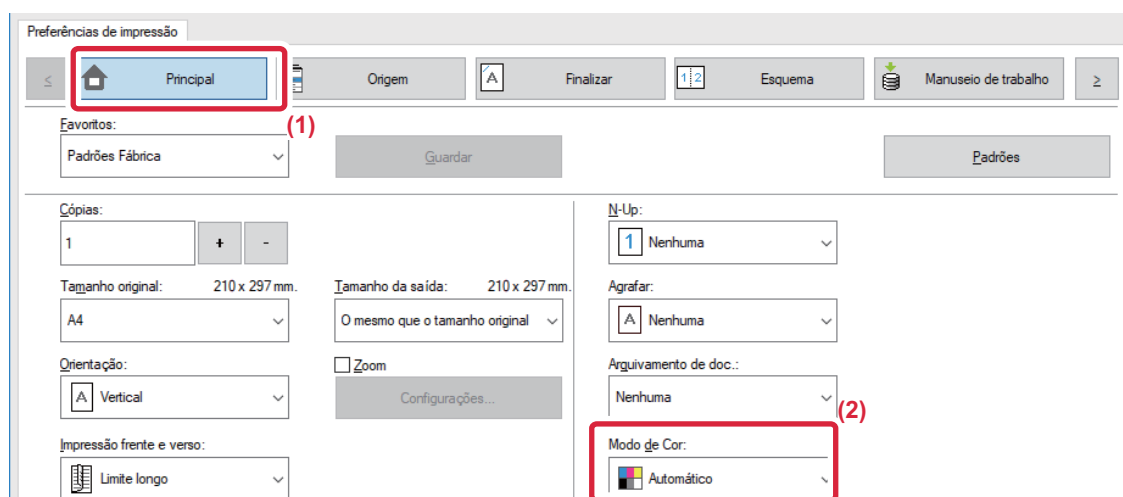 Preferências de impressão
≤ Principal Origem Finalizar 1 2 Esquema Manuseio de trabalho ≥
(1)
Favoritos:
Padrões Fábrica Guardar Padrões
Cópias: N-Up:
1 + - 1 Nenhuma
Tamanho original: 210 x 297 mm. Tamanho da saída: 210 x 297 mm. Agrafar:
A4 O mesmo que o tamanho original A Nenhuma
Orientação: Zoom Arquivamento de doc.:
A Vertical Configurações... Nenhuma
(2)
Impressão frente e verso: Modo de Cor:
Limite longo Automático